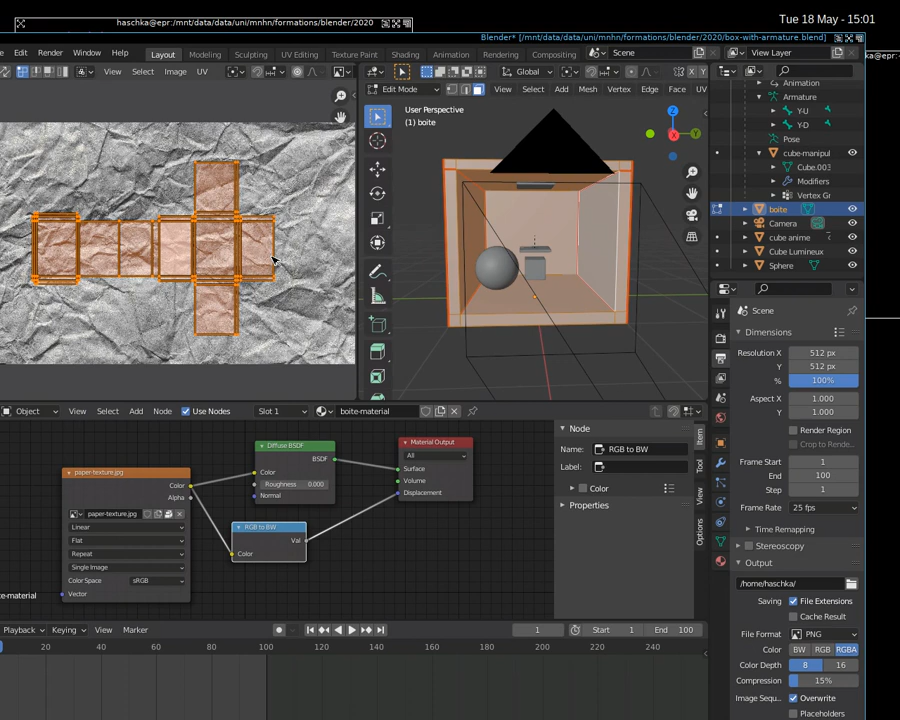 haschka@epr:/mnt/data/data/uni/mnhn/formations/blender/2020
Tue 18 May - 15:01
Blender* [/mnt/data/data/uni/mnhn/formations/blender/2020/box-with-armature.blend]
ka@epr:
Edit Render Window Help Layout Modeling Sculpting UV Editing Texture Paint Shading Animation Rendering Compositing Scene View Layer
View Select Image UV
Global X Y
Edit Mode View Select Add Mesh Vertex Edge Face UV
User Perspective
(1) boite
Z
X
Y
Animation
Armature
Y-U
Y-D
Pose
cube-manipul
Cube.003
Modifiers
Vertex Gr
boite
Camera
cube anime
Cube Lumineux
Sphere
Scene
Dimensions
Resolution X 512 px
Y 512 px
% 100%
Aspect X 1.000
Y 1.000
Render Region
Crop to Rende..
Frame Start 1
End 100
Step 1
Frame Rate 25 fps
Time Remapping
Stereoscopy
Output
/home/haschka/
Saving File Extensions
Cache Result
File Format PNG
Color BW RGB RGBA
Color Depth 8 16
Compression 15%
Image Sequ... Overwrite
Placeholders
Object View Select Add Node Use Nodes Slot 1 boite-material
paper-texture.jpg
Color
Alpha
paper-texture.jpg
Linear
Flat
Repeat
Single Image
Color Space sRGB
Vector
Diffuse BSDF
BSDF
Color
Roughness 0.000
Normal
RGB to BW
Val
Color
Material Output
All
Surface
Volume
Displacement
te-material
Node
Name: RGB to BW
Label:
Color
Properties
Item
Tool
View
Options
Playback Keying View Marker 1 Start 1 End 100
20 40 60 80 100 120 140 160 180 200 220 240